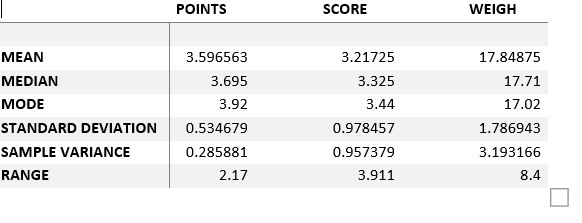 POINTS SCORE WEIGH
MEAN 3.596563 3.21725 17.84875
MEDIAN 3.695 3.325 17.71
MODE 3.92 3.44 17.02
STANDARD DEVIATION 0.534679 0.978457 1.786943
SAMPLE VARIANCE 0.285881 0.957379 3.193166
RANGE 2.17 3.911 8.4